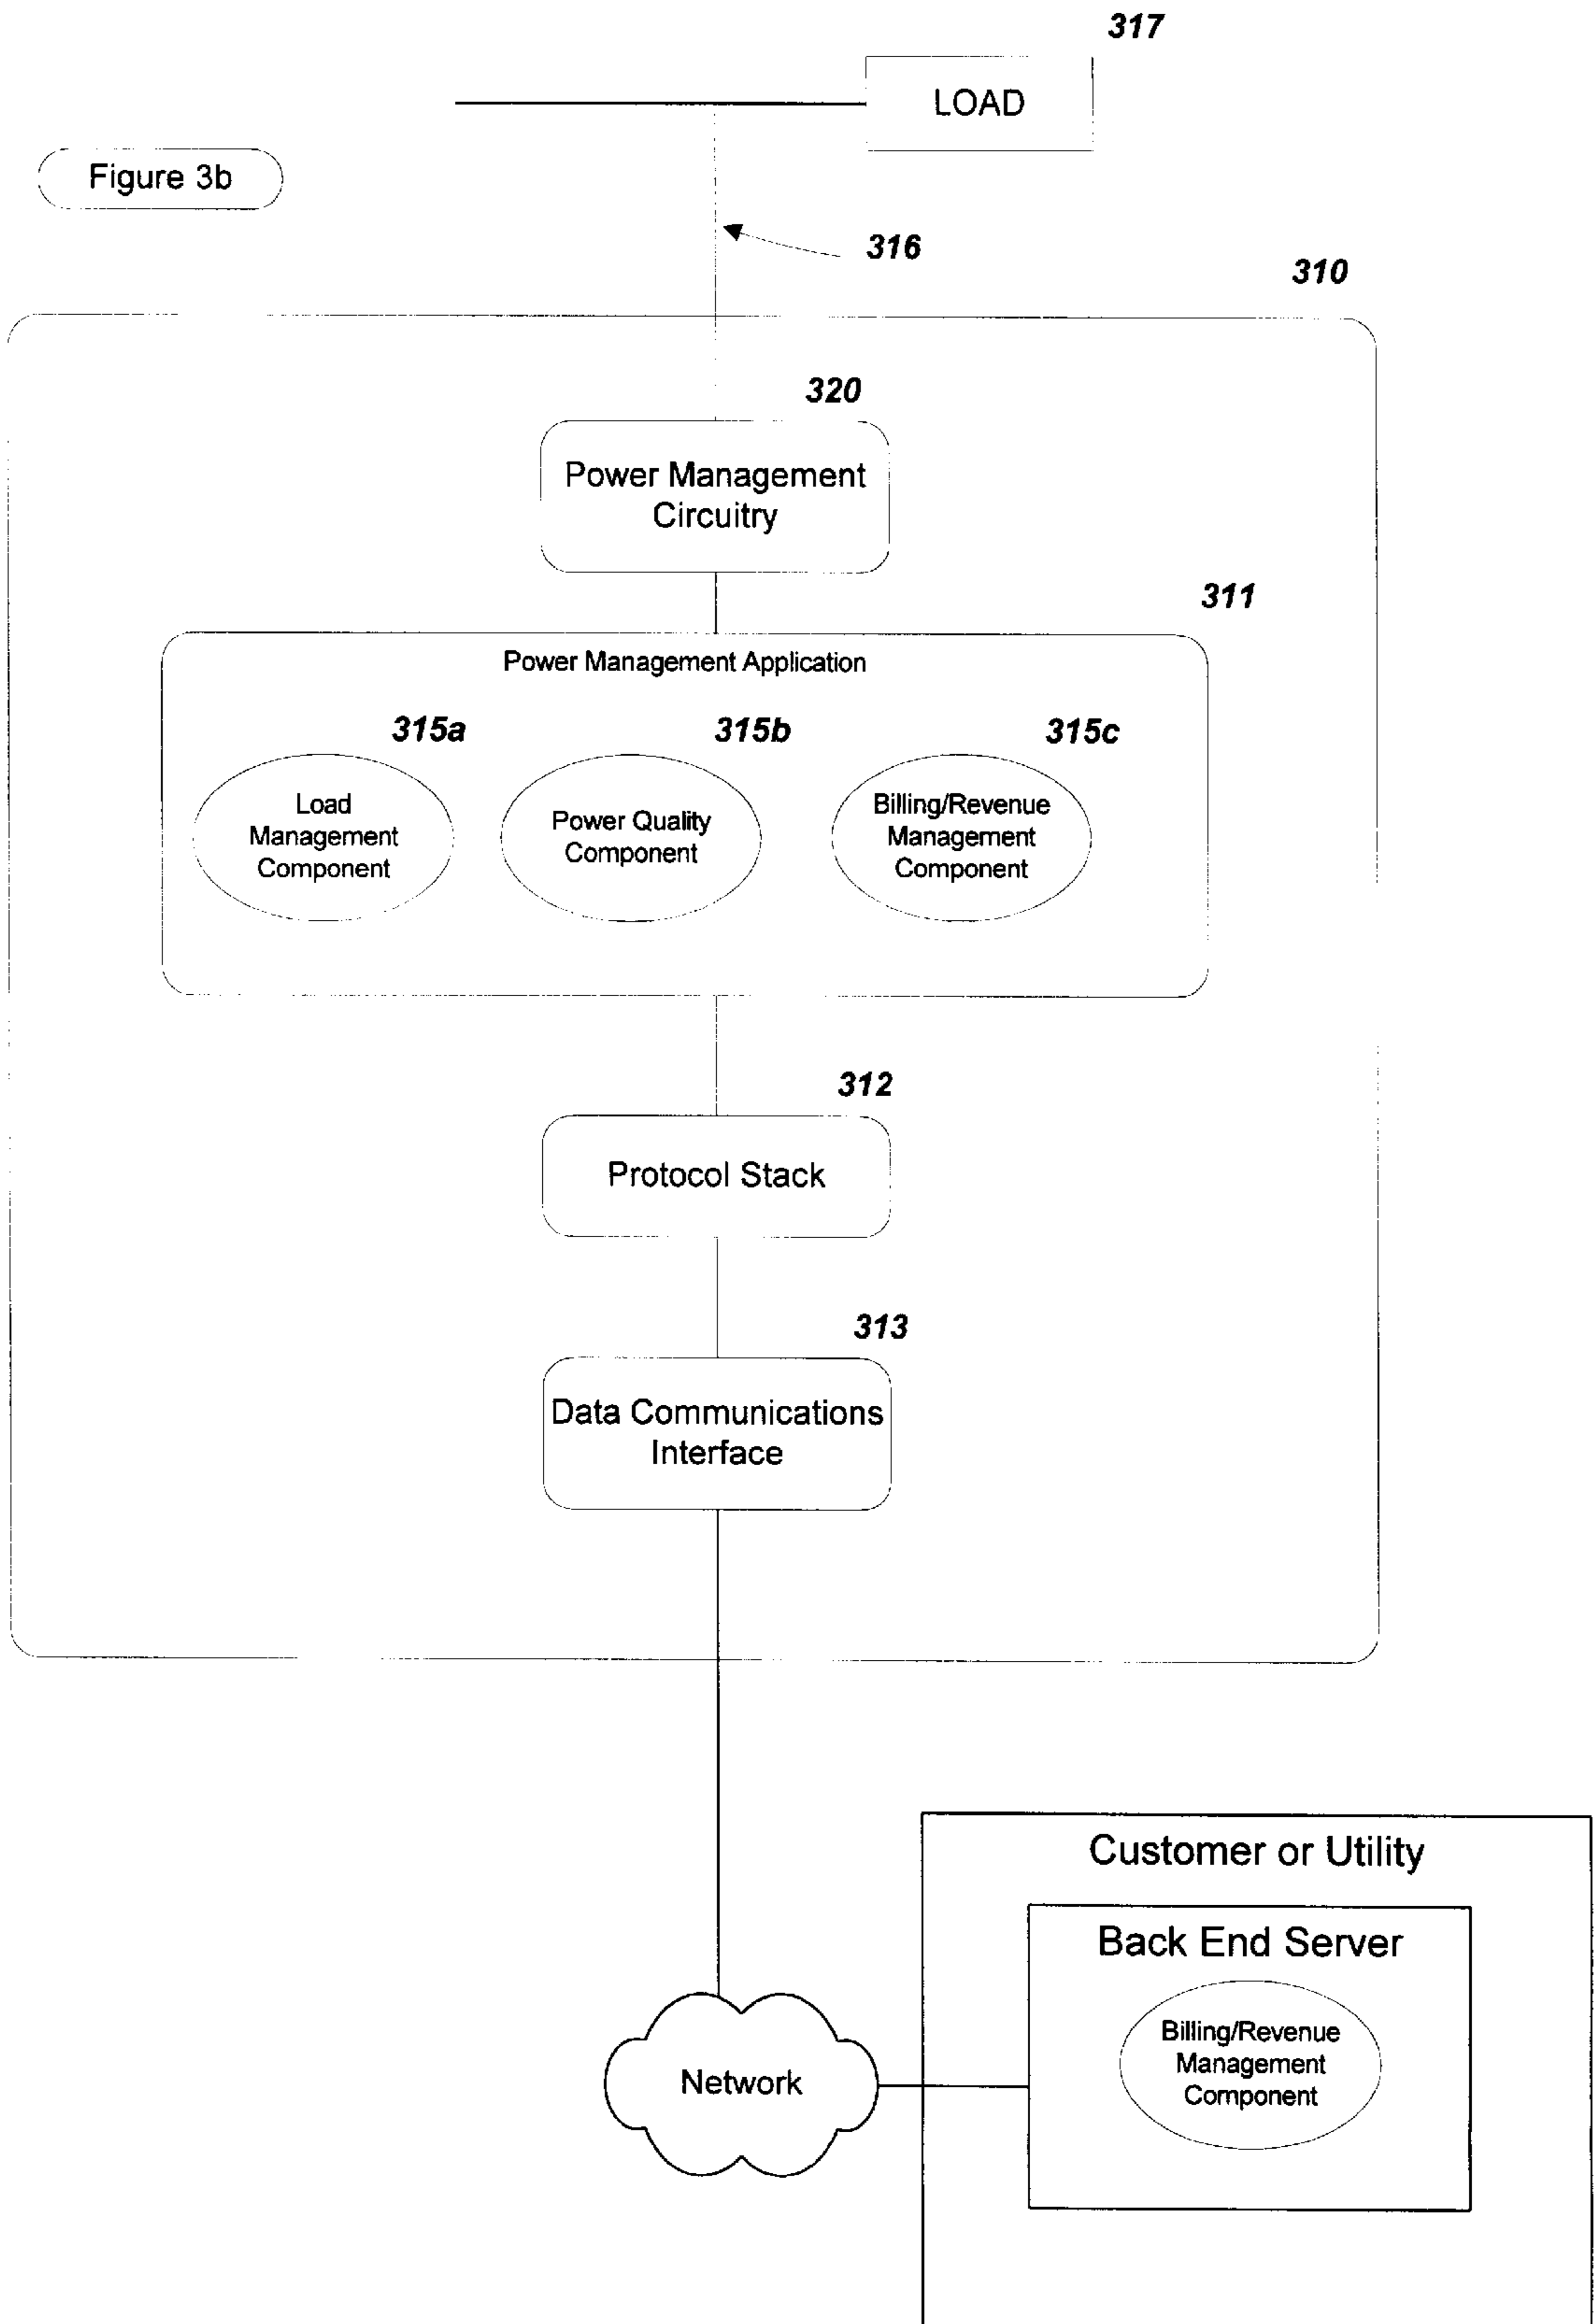 317
LOAD
Figure 3b
316
310
320
Power Management
Circuitry
311
Power Management Application
315a
315b
315c
Load
Management
Component
Power Quality
Component
Billing/Revenue
Management
Component
312
Protocol Stack
313
Data Communications
Interface
Customer or Utility
Back End Server
Billing/Revenue
Management
Component
Network